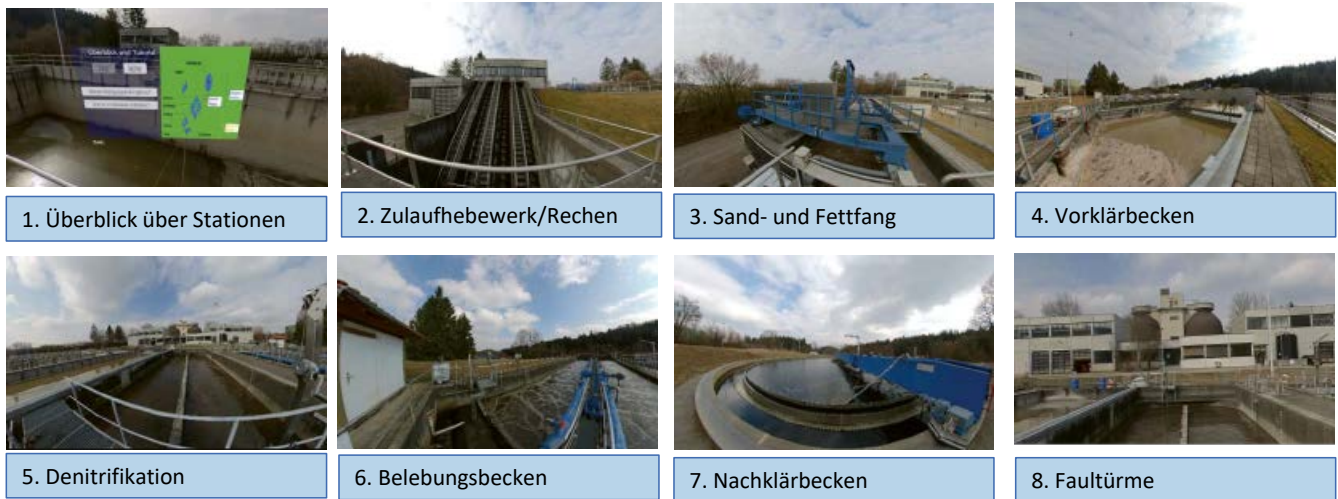 1. Überblick über Stationen
2. Zulaufhebewerk/Rechen
3. Sand- und Fettfang
4. Vorklärbecken
5. Denitrifikation
6. Belebungsbecken
7. Nachklärbecken
8. Faultürme